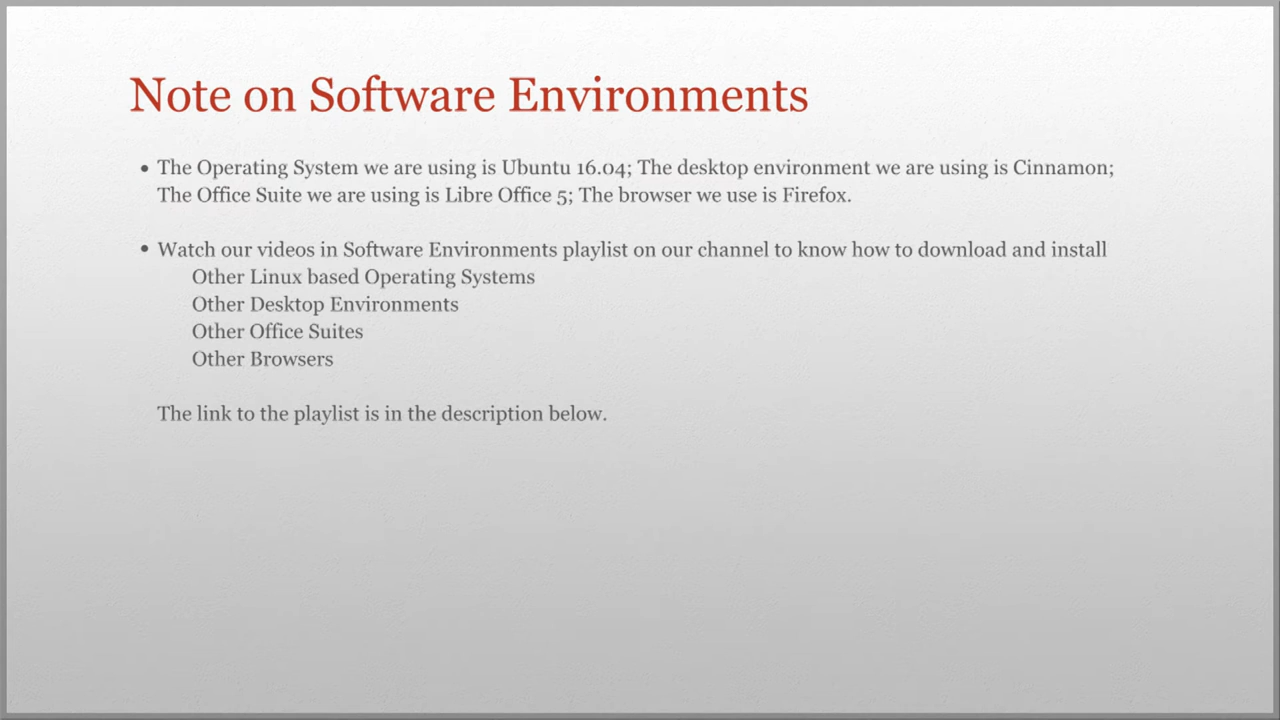 Note on Software Environments
• The Operating System we are using is Ubuntu 16.04; The desktop environment we are using is Cinnamon;
The Office Suite we are using is Libre Office 5; The browser we use is Firefox.
• Watch our videos in Software Environments playlist on our channel to know how to download and install
Other Linux based Operating Systems
Other Desktop Environments
Other Office Suites
Other Browsers
The link to the playlist is in the description below.